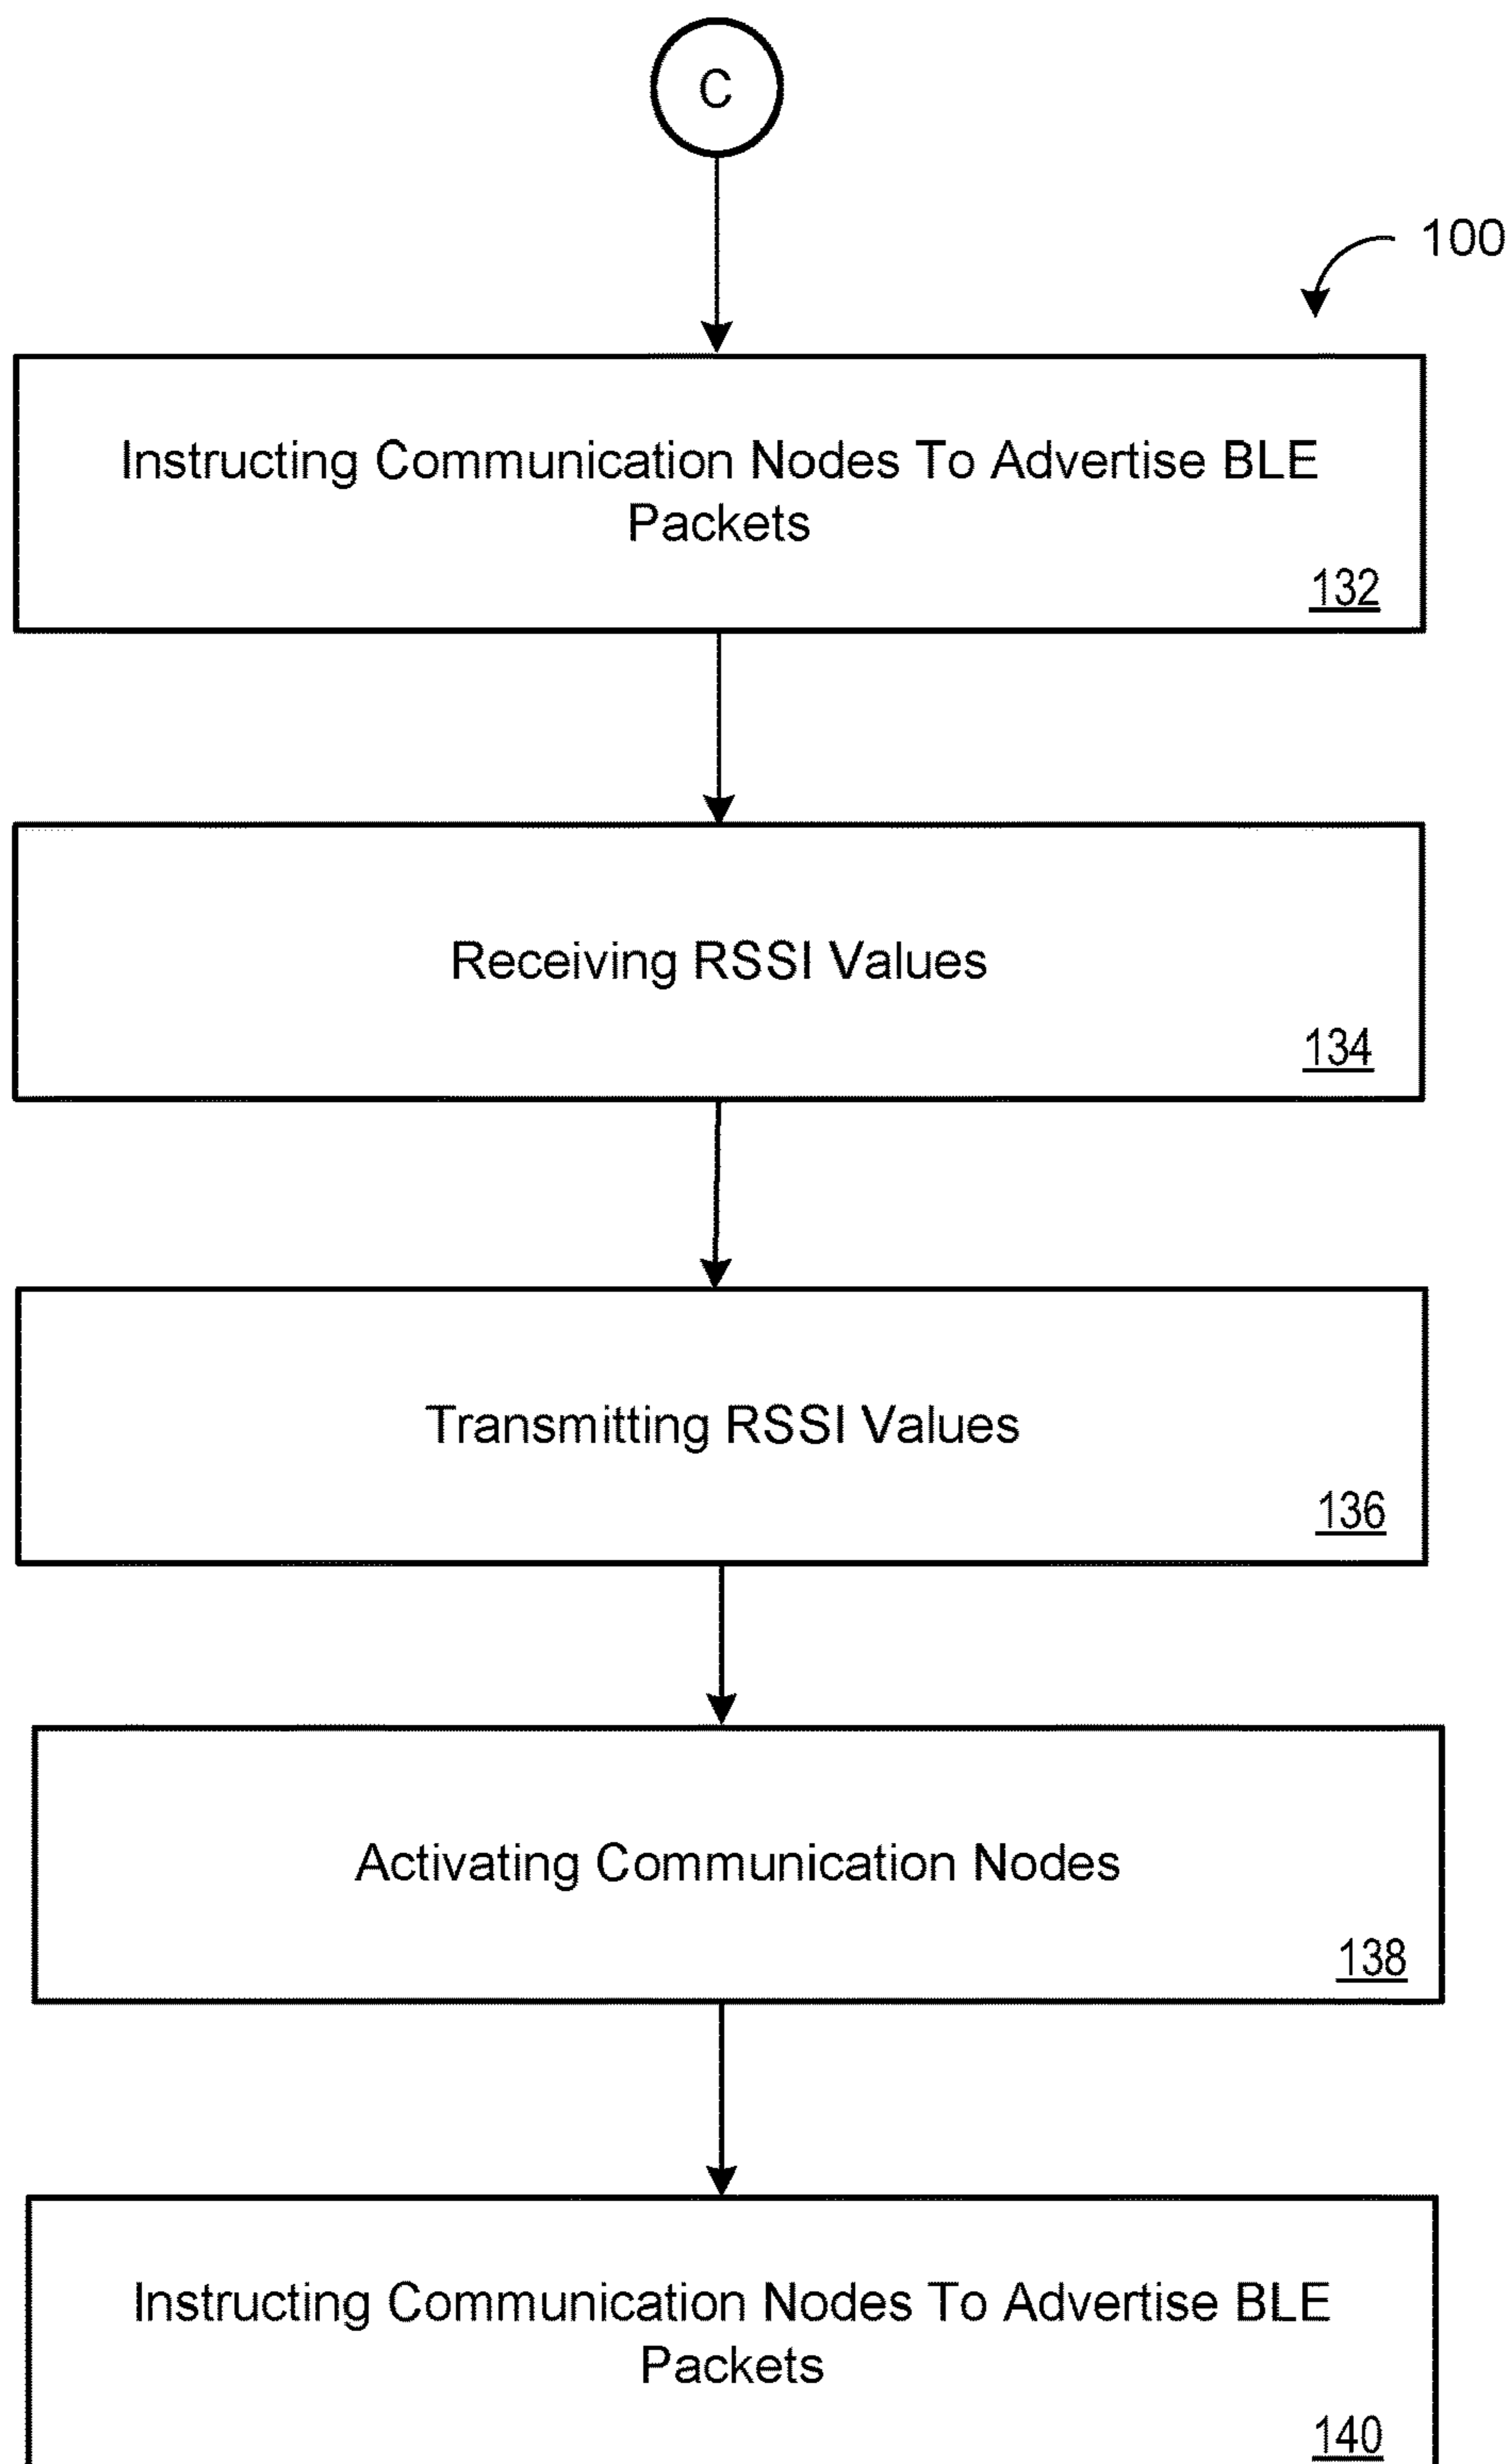 C
100
Instructing Communication Nodes To Advertise BLE
Packets
132
Receiving RSSI Values
134
Transmitting RSSI Values
136
Activating Communication Nodes
138
Instructing Communication Nodes To Advertise BLE
Packets
140